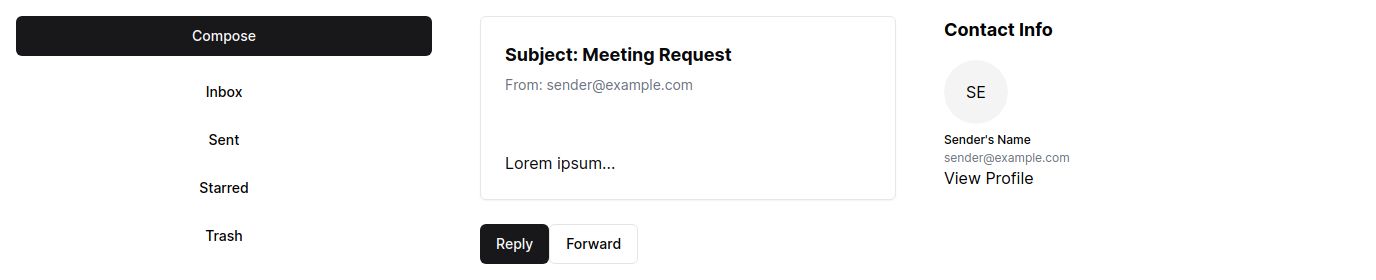 Compose
Inbox
Sent
Starred
Trash
Subject: Meeting Request
From: sender@example.com
Lorem ipsum...
Reply
Forward
Contact Info
SE
Sender's Name
sender@example.com
View Profile